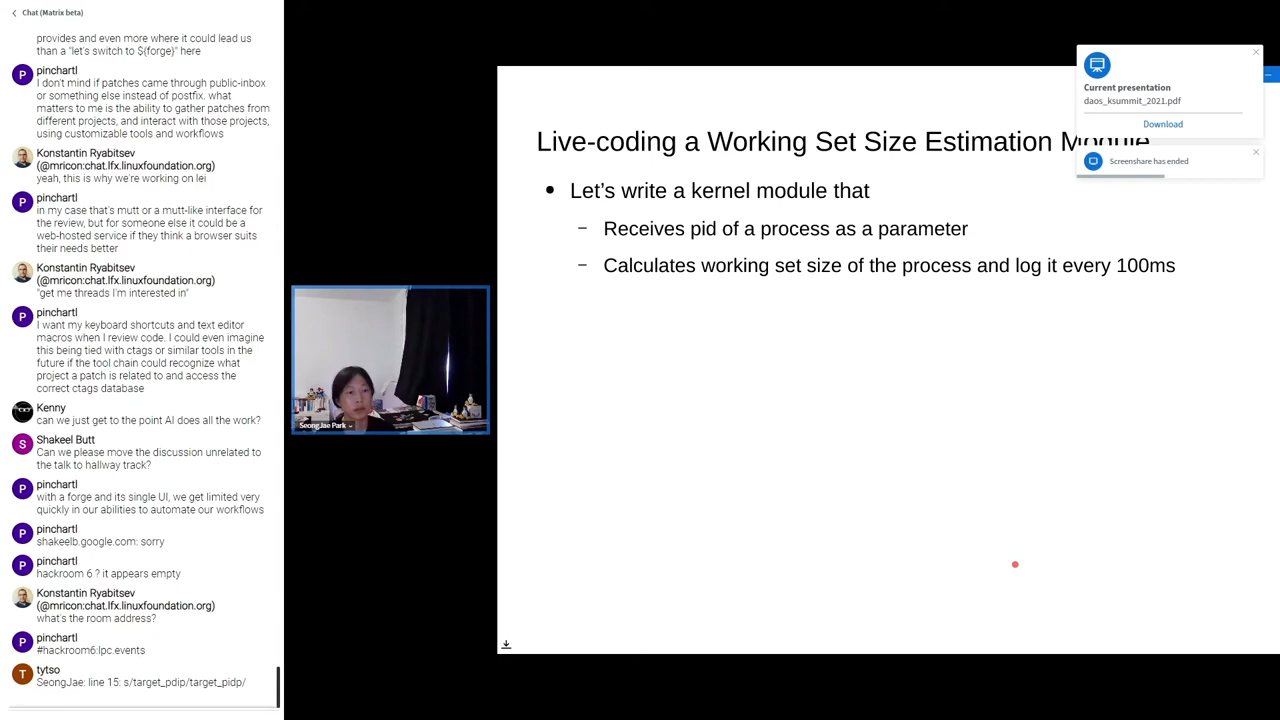 Chat (Matrix beta)
provides and even more where it could lead us
than a "let's switch to ${forge}" here
P
pinchartl
I don't mind if patches came through public-inbox
or something else instead of postfix. what
matters to me is the ability to gather patches from
different projects, and interact with those projects,
using customizable tools and workflows
Konstantin Ryabitsev
(@mricon:chat.lfx.linuxfoundation.org)
yeah, this is why we're working on lei
P
pinchartl
in my case that's mutt or a mutt-like interface for
the review, but for someone else it could be a
web-hosted service if they think a browser suits
their needs better
Konstantin Ryabitsev
(@mricon:chat.lfx.linuxfoundation.org)
"get me threads I'm interested in"
P
pinchartl
I want my keyboard shortcuts and text editor
macros when I review code. I could even imagine
this being tied with ctags or similar tools in the
future if the tool chain could recognize what
project a patch is related to and access the
correct ctags database
Kenny
can we just get to the point AI does all the work?
S
Shakeel Butt
Can we please move the discussion unrelated to
the talk to hallway track?
P
pinchartl
with a forge and its single UI, we get limited very
quickly in our abilities to automate our workflows
P
pinchartl
shakeelb.google.com: sorry
P
pinchartl
hackroom 6 ? it appears empty
Konstantin Ryabitsev
(@mricon:chat.lfx.linuxfoundation.org)
what's the room address?
P
pinchartl
#hackroom6:lpc.events
T
tytso
SeongJae: line 15: s/target_pdip/target_pidp/
SeongJae Park
Live-coding a Working Set Size Estimation Module
• Let's write a kernel module that
– Receives pid of a process as a parameter
– Calculates working set size of the process and log it every 100ms
Current presentation
daos_ksummit_2021.pdf
Download
Screenshare has ended